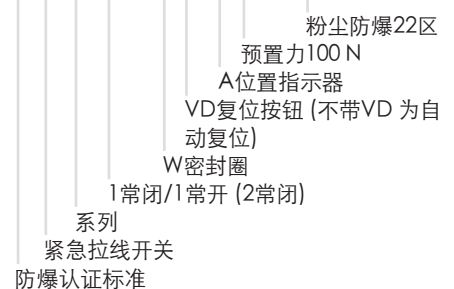 粉尘防爆22区
预置力100 N
A位置指示器
VD复位按钮 (不带VD 为自
动复位)
W密封圈
1常闭/1常开 (2常闭)
系列
紧急拉线开关
防爆认证标准